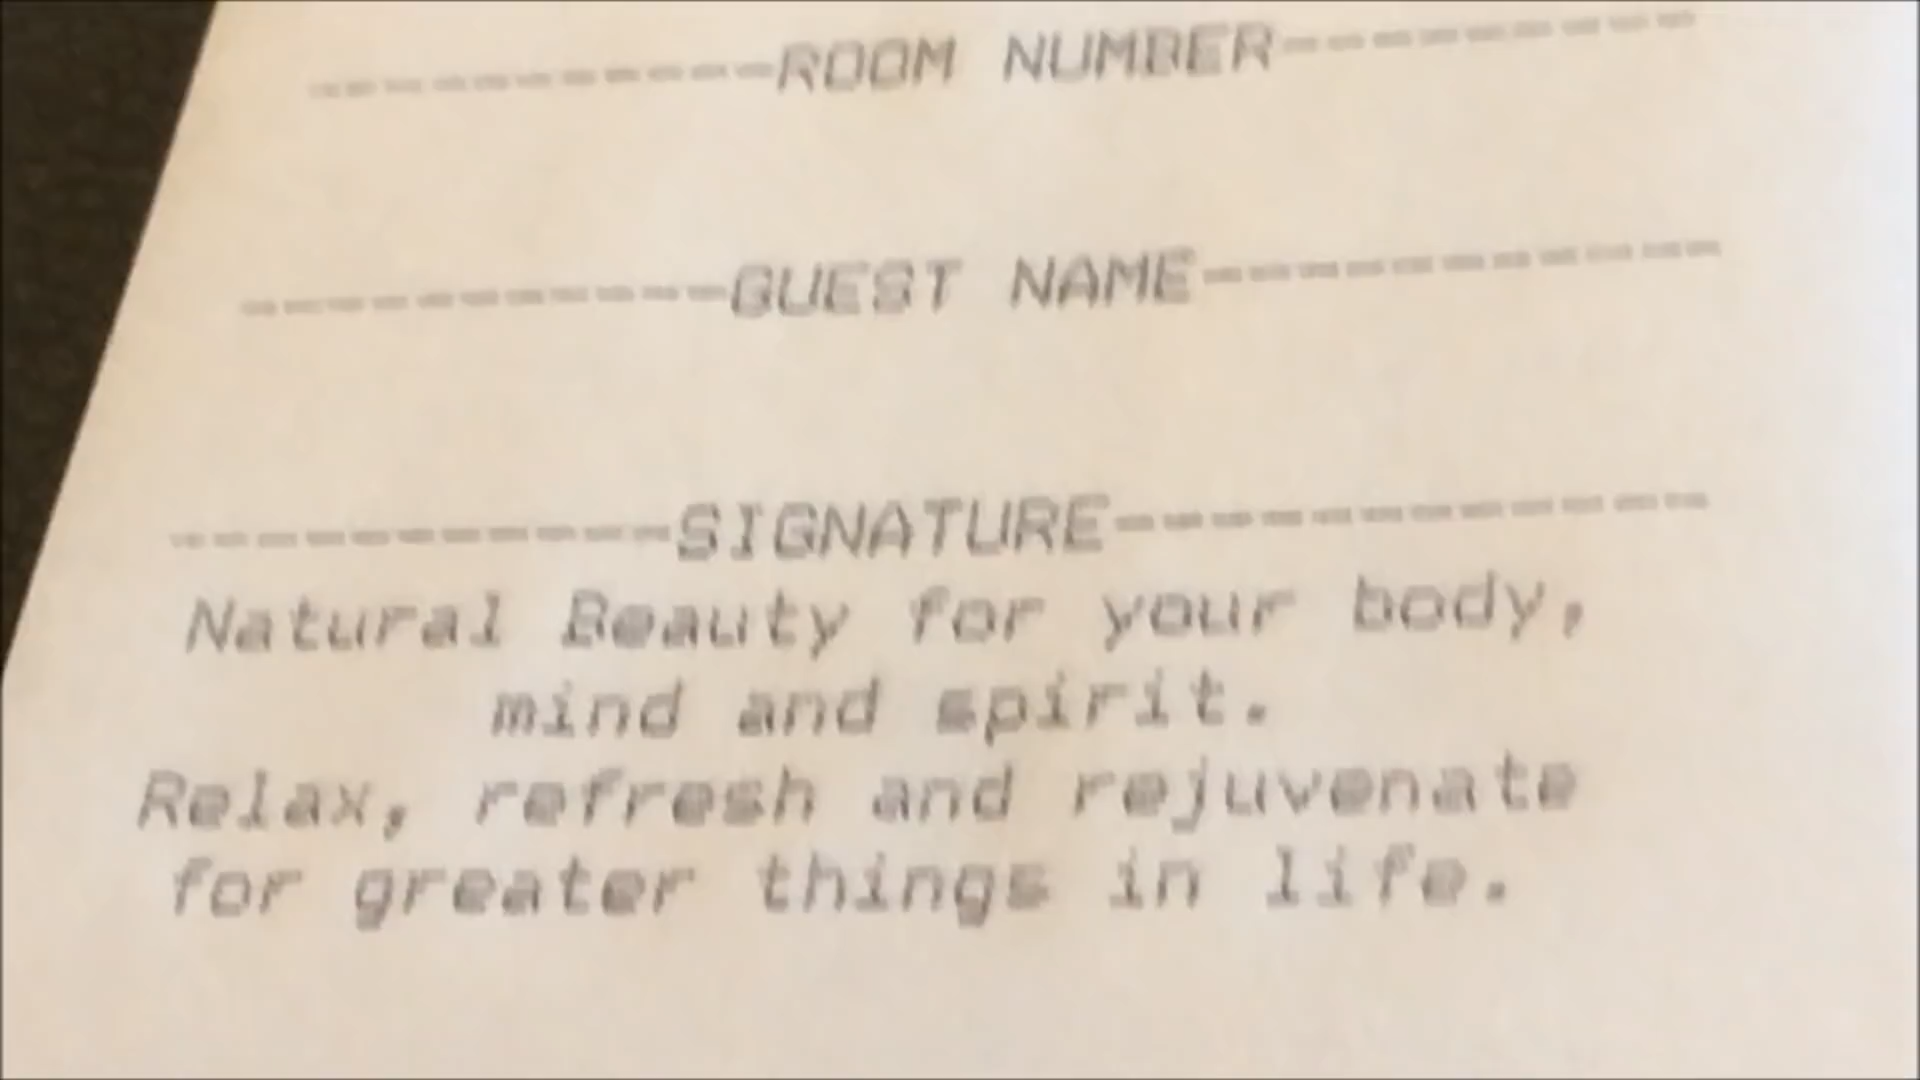 -----------ROOM NUMBER----------
-----------GUEST NAME------------
-----------SIGNATURE-------------
Natural Beauty for your body,
mind and spirit.
Relax, refresh and rejuvenate
for greater things in life.